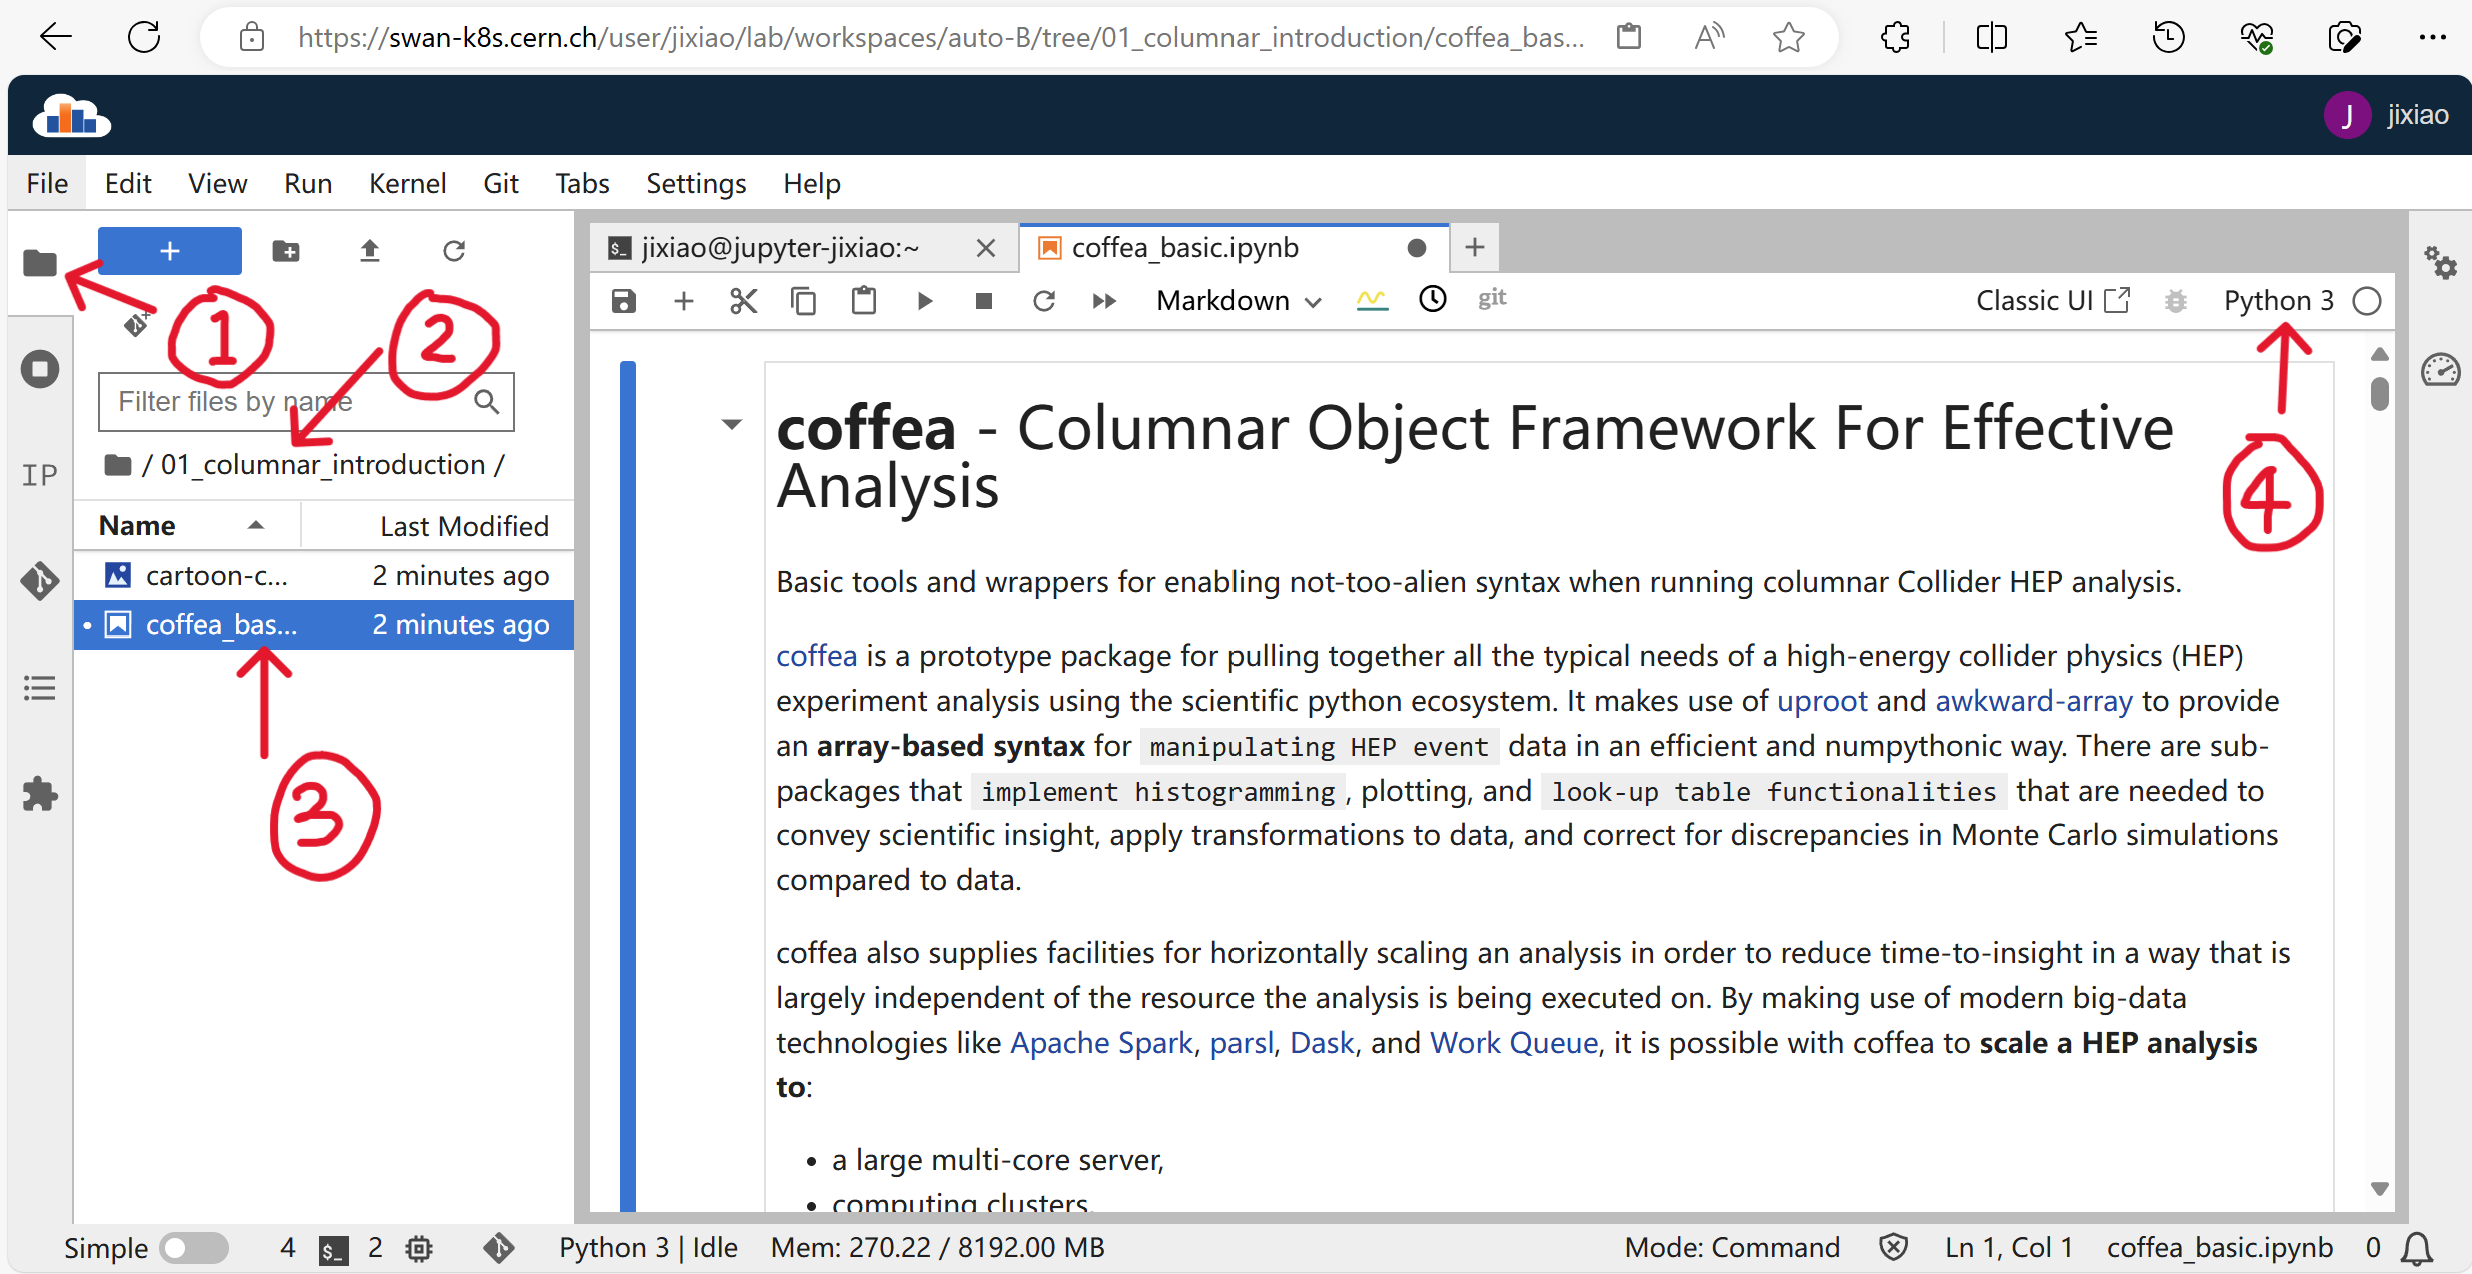 https://swan-k8s.cern.ch/user/jixiao/lab/workspaces/auto-B/tree/01_columnar_introduction/coffea_bas...
J jixiao
File Edit View Run Kernel Git Tabs Settings Help
1
2
Filter files by name
/ 01_columnar_introduction /
Name Last Modified
cartoon-c... 2 minutes ago
coffea_bas... 2 minutes ago
3
IP
jixiao@jupyter-jixiao:~
coffea_basic.ipynb
Markdown git Classic UI Python 3
4
coffea - Columnar Object Framework For Effective
Analysis
Basic tools and wrappers for enabling not-too-alien syntax when running columnar Collider HEP analysis.
coffea is a prototype package for pulling together all the typical needs of a high-energy collider physics (HEP)
experiment analysis using the scientific python ecosystem. It makes use of uproot and awkward-array to provide
an array-based syntax for manipulating HEP event data in an efficient and numpythonic way. There are sub-
packages that implement histogramming, plotting, and look-up table functionalities that are needed to
convey scientific insight, apply transformations to data, and correct for discrepancies in Monte Carlo simulations
compared to data.
coffea also supplies facilities for horizontally scaling an analysis in order to reduce time-to-insight in a way that is
largely independent of the resource the analysis is being executed on. By making use of modern big-data
technologies like Apache Spark, parsl, Dask, and Work Queue, it is possible with coffea to scale a HEP analysis
to:
• a large multi-core server,
• computing clusters,
Simple 4 $_ 2 Python 3 | Idle Mem: 270.22 / 8192.00 MB Mode: Command Ln 1, Col 1 coffea_basic.ipynb 0